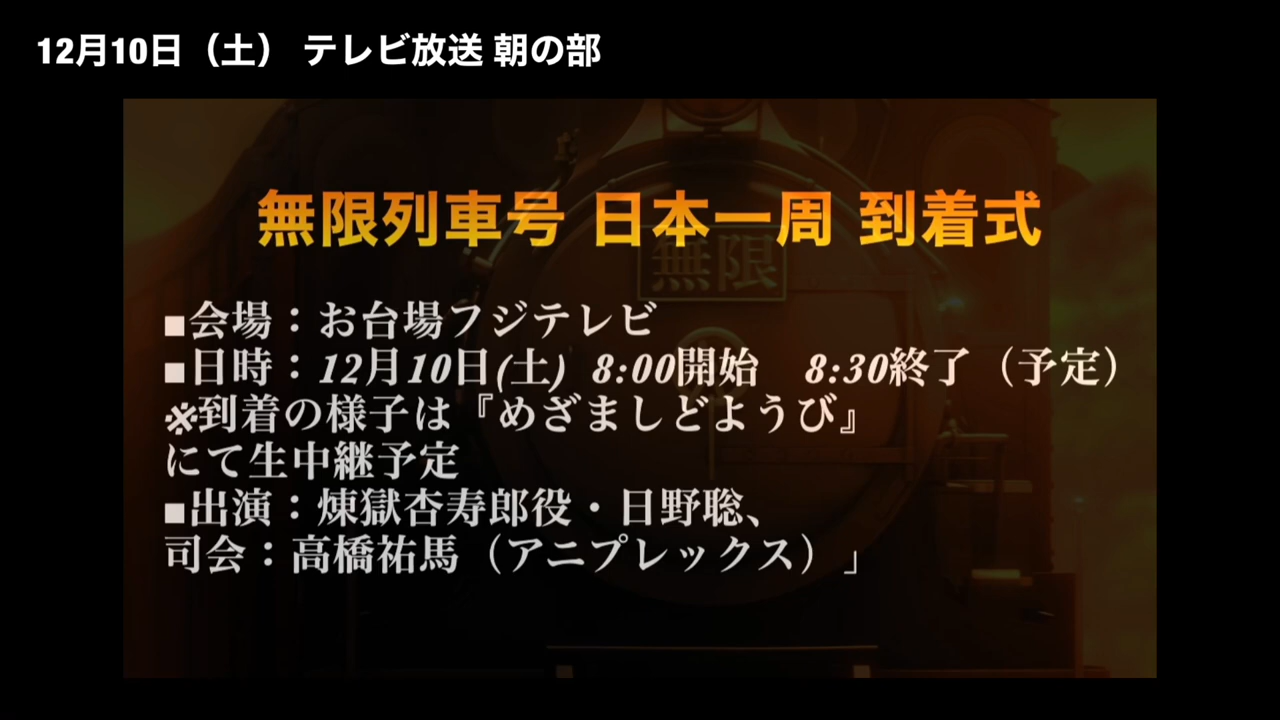 12月10日（土） テレビ放送 朝の部
無限列車号 日本一周 到着式
無限
■会場：お台場フジテレビ
■日時：12月10日(土) 8:00開始　8:30終了（予定）
※到着の様子は『めざましどようび』
にて生中継予定
■出演：煉獄杏寿郎役・日野聡、
司会：高橋祐馬（アニプレックス）」